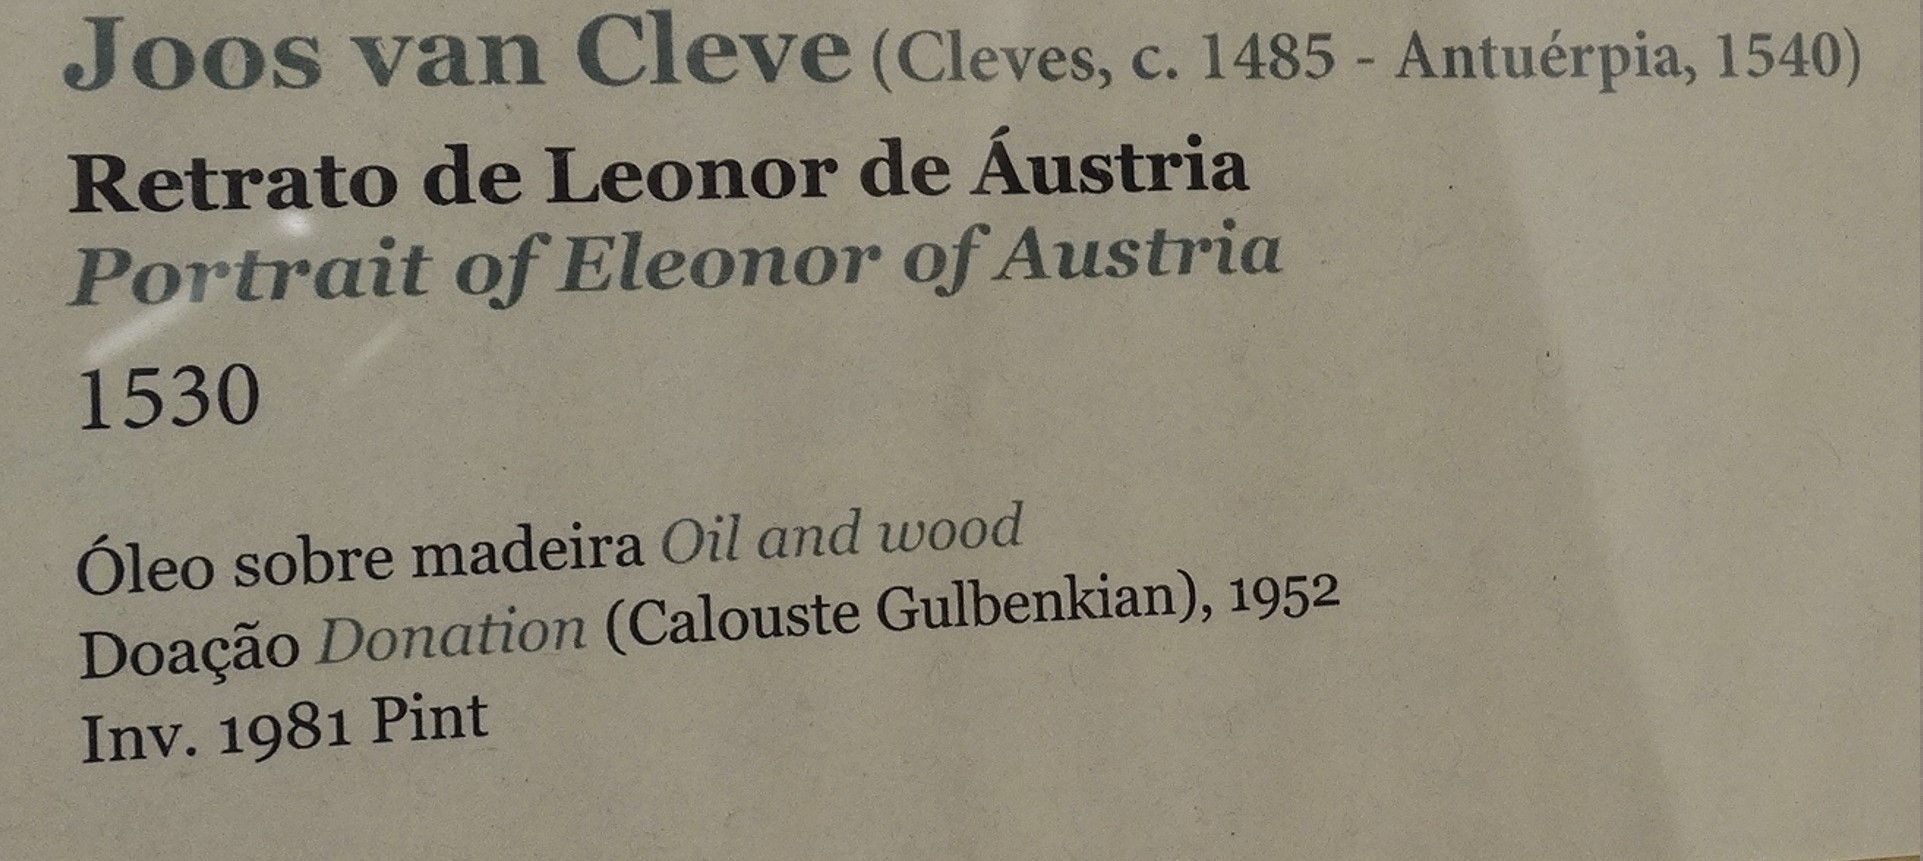 Joos van Cleve (Cleves, c. 1485 - Antuérpia, 1540)
Retrato de Leonor de Áustria
Portrait of Eleonor of Austria
1530
Óleo sobre madeira Oil and wood
Doação Donation (Calouste Gulbenkian), 1952
Inv. 1981 Pint